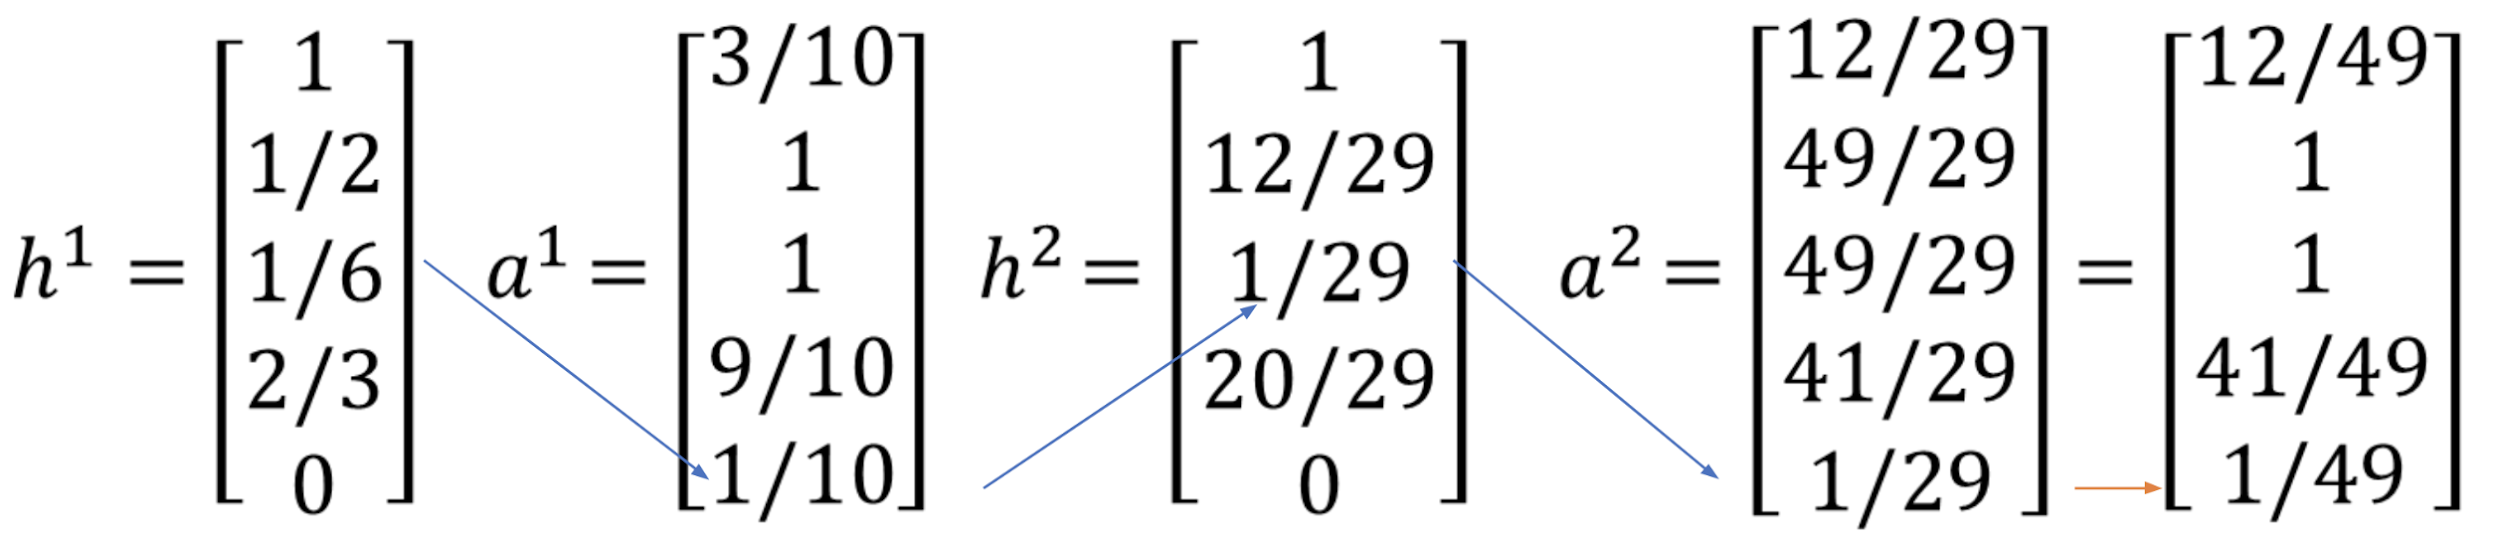 h¹ = [1 1/2 1/6 2/3 0]
a¹ = [3/10 1 1 9/10 1/10]
h² = [1 12/29 1/29 20/29 0]
a² = [12/29 49/29 49/29 41/29 1/29] = [12/49 1 1 41/49 1/49]